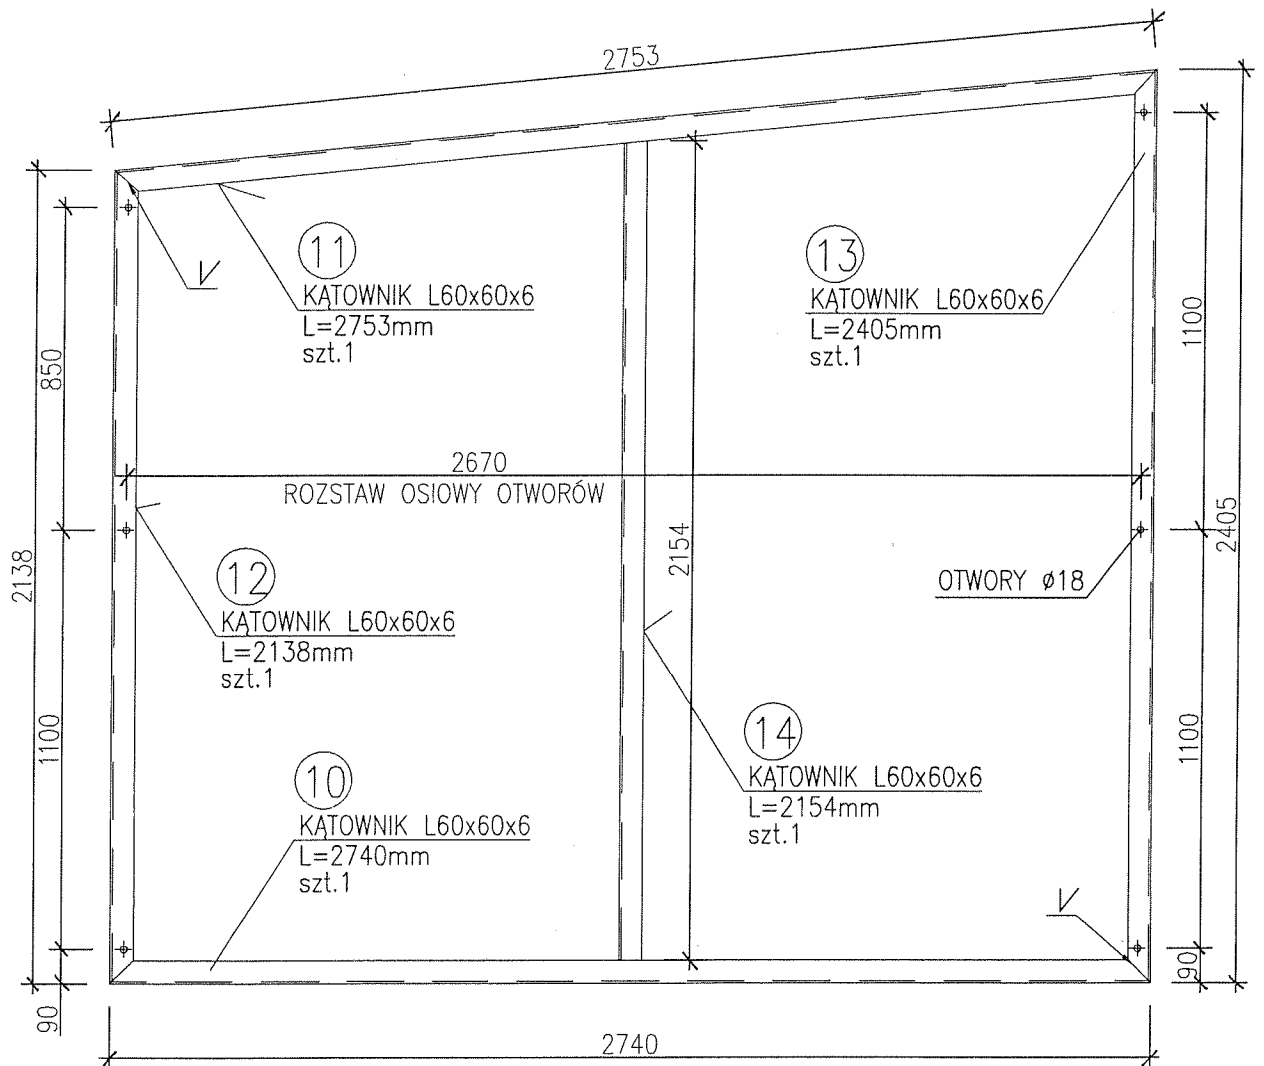 2753
11
KĄTOWNIK L60x60x6
L=2753mm
szt.1
13
KĄTOWNIK L60x60x6
L=2405mm
szt.1
V
850
1100
2670
ROZSTAW OSIOWY OTWORÓW
2138
2154
2405
12
KĄTOWNIK L60x60x6
L=2138mm
szt.1
OTWORY ø18
1100
14
KĄTOWNIK L60x60x6
L=2154mm
szt.1
1100
10
KĄTOWNIK L60x60x6
L=2740mm
szt.1
V
90
90
2740